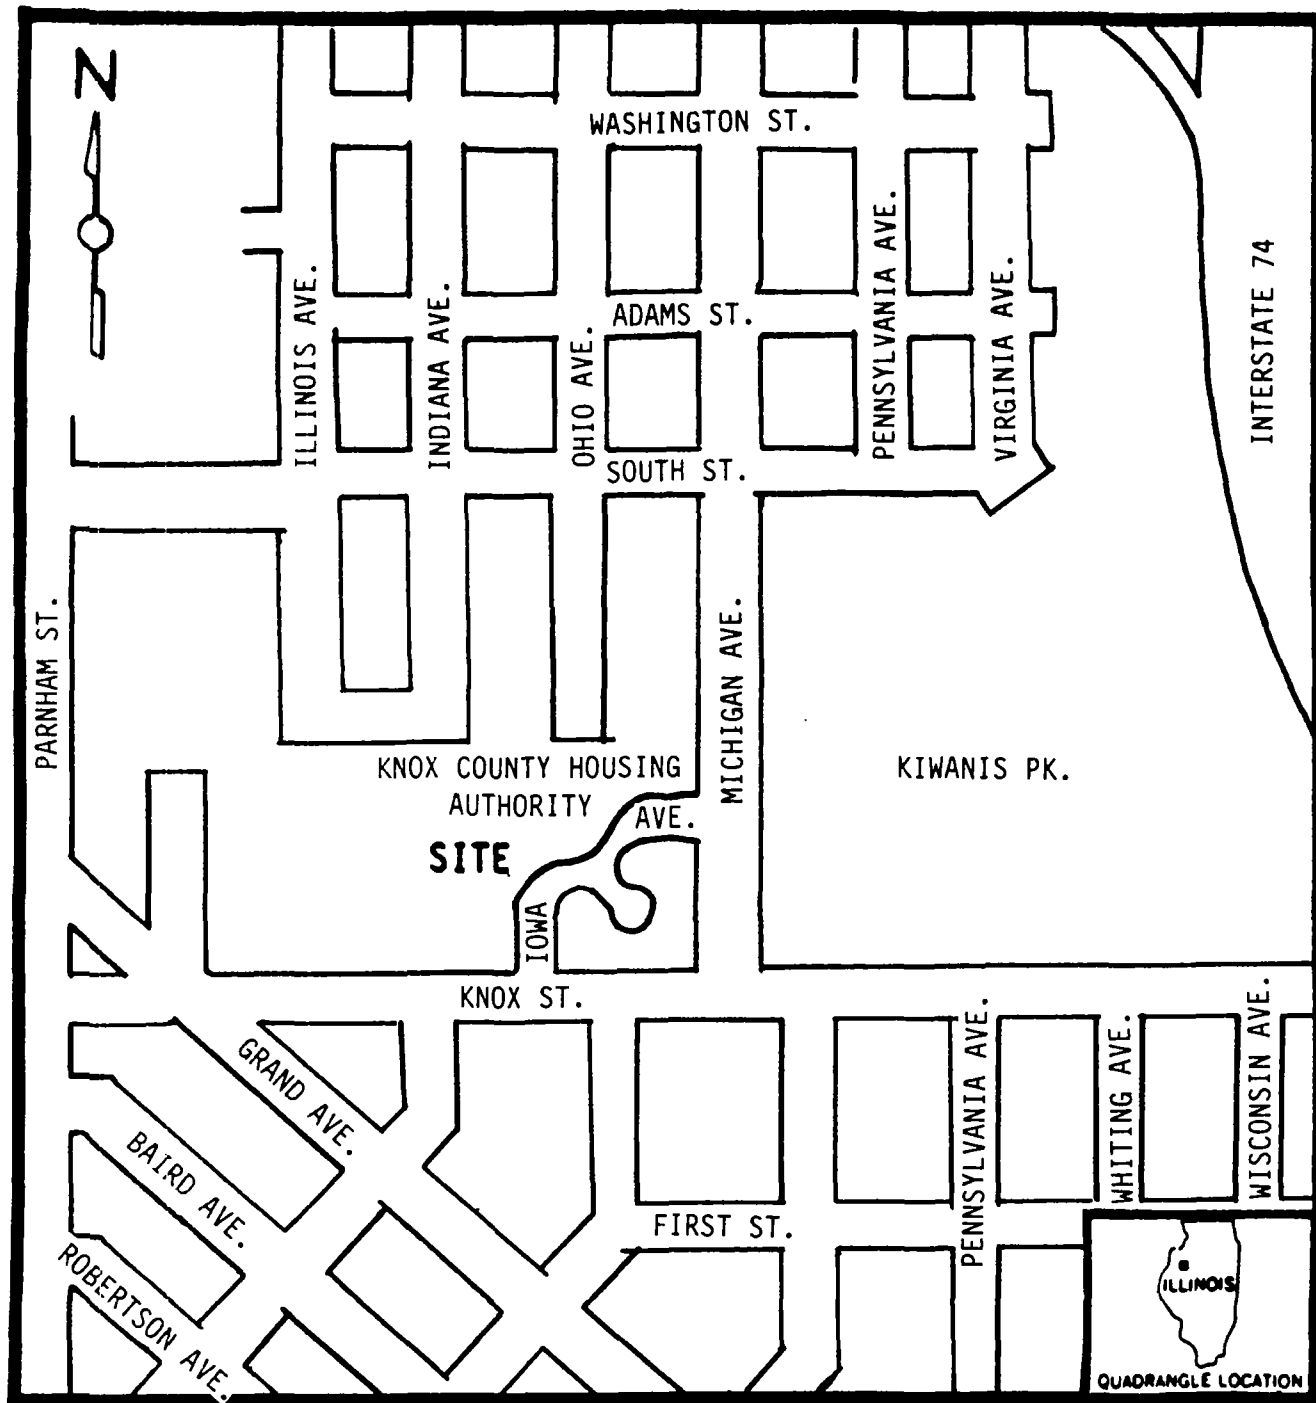 N
WASHINGTON ST.
ILLINOIS AVE.
INDIANA AVE.
OHIO AVE.
ADAMS ST.
PENNSYLVANIA AVE.
VIRGINIA AVE.
INTERSTATE 74
SOUTH ST.
PARNHAM ST.
MICHIGAN AVE.
KNOX COUNTY HOUSING
AUTHORITY
KIWANIS PK.
SITE
IOWA
AVE.
KNOX ST.
GRAND AVE.
BAIRD AVE.
ROBERTSON AVE.
FIRST ST.
PENNSYLVANIA AVE.
WHITING AVE.
WISCONSIN AVE.
ILLINOIS
QUADRANGLE LOCATION